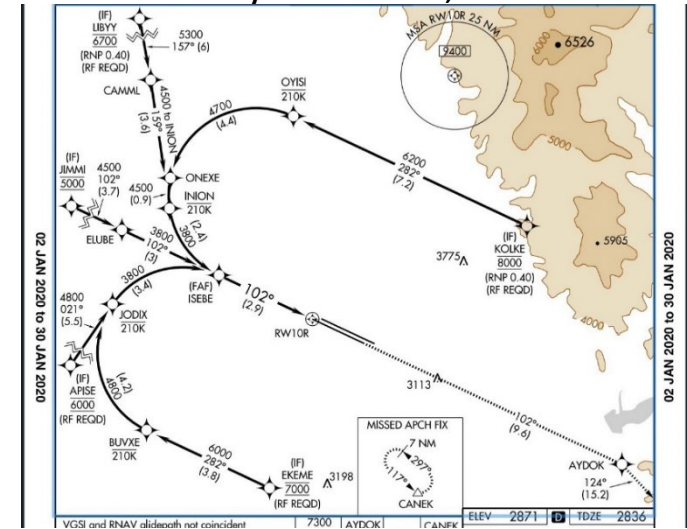 (IF)
LIBYY
6700
(RNP 0.40)
(RF REQD)
5300
157° (6)
CAMML
4500 to INION
159°
(3.6)
MSA RW10R 25 NM
9400
6000
6526
5000
OYISI
210K
4700
(4.4)
6200
282°
(7.2)
(IF)
JIMMI
5000
4500
102°
(3.7)
ELUBE
ONEXE
4500
(0.9)
INION
210K
3800
(2.4)
3800
102°
(3)
(IF)
KOLKE
8000
(RNP 0.40)
(RF REQD)
5905
3775
4000
3800
(3.4)
(FAF)
ISEBE
102°
(2.9)
RW10R
4800
021°
(5.5)
JODIX
210K
(IF)
APISE
6000
(RF REQD)
4800
(4.2)
BUVXE
210K
6000
282°
(3.8)
(IF)
EKEME
7000
(RF REQD)
3198
3113
102°
(9.6)
AYDOK
124°
(15.2)
MISSED APCH FIX
7 NM
297°
117°
CANEK
02 JAN 2020 to 30 JAN 2020
02 JAN 2020 to 30 JAN 2020
ELEV 2871 D TDZE 2836
VGSI and RNAV glidepath not coincident
7300 AYDOK CANEK